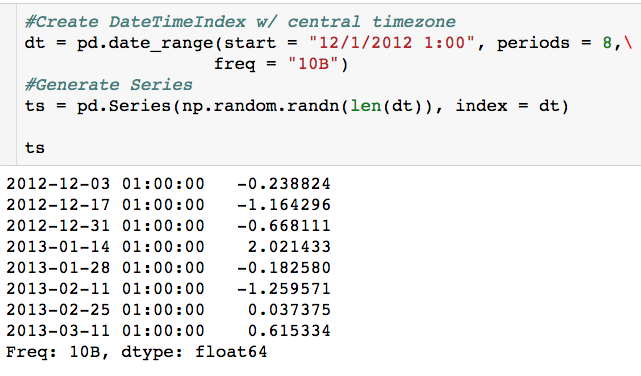 #Create DateTimeIndex w/ central timezone
dt = pd.date_range(start = "12/1/2012 1:00", periods = 8,\
freq = "10B")
#Generate Series
ts = pd.Series(np.random.randn(len(dt)), index = dt)
ts
2012-12-03 01:00:00   -0.238824
2012-12-17 01:00:00   -1.164296
2012-12-31 01:00:00   -0.668111
2013-01-14 01:00:00    2.021433
2013-01-28 01:00:00   -0.182580
2013-02-11 01:00:00   -1.259571
2013-02-25 01:00:00    0.037375
2013-03-11 01:00:00    0.615334
Freq: 10B, dtype: float64